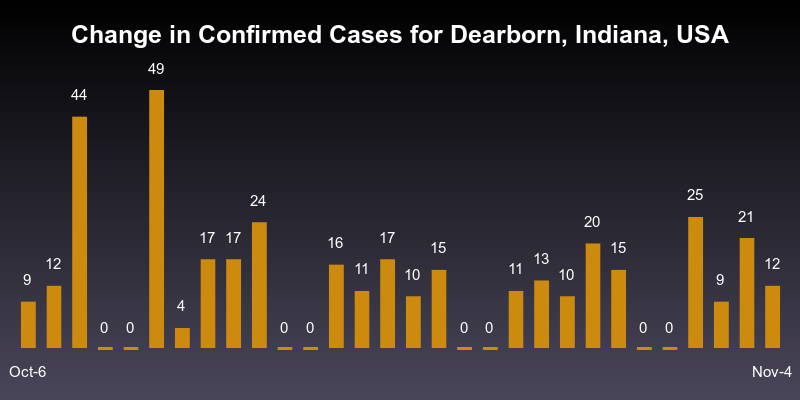 Change in Confirmed Cases for Dearborn, Indiana, USA
9 12 44 0 0 49 4 17 17 24 0 0 16 11 17 10 15 0 0 11 13 10 20 15 0 0 25 9 21 12
Oct-6 Nov-4